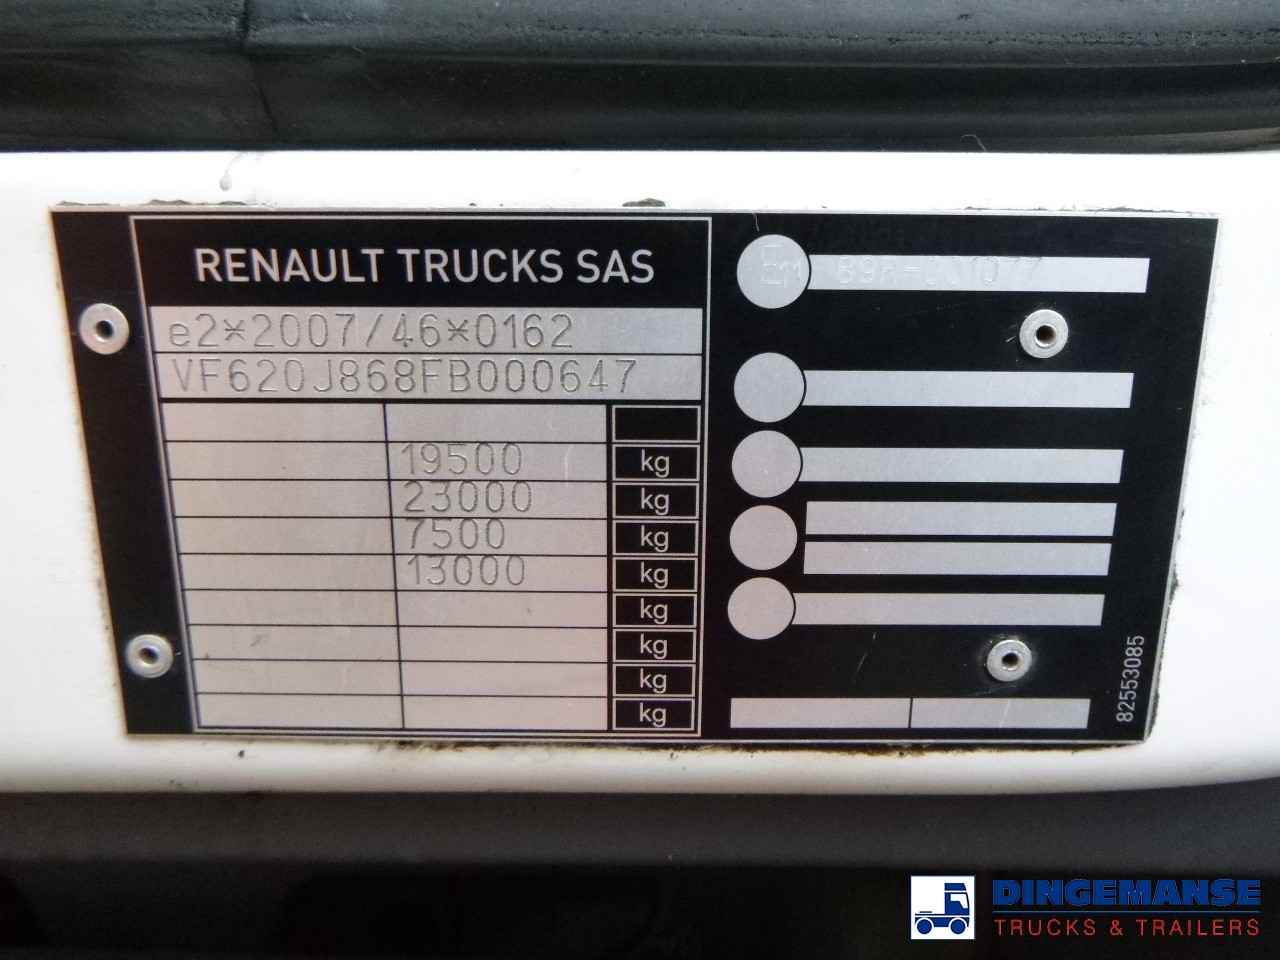 RENAULT TRUCKS SAS
e2*2007/46*0162
VF620J868FB000647
19500 kg
23000 kg
7500 kg
13000 kg
kg
kg
kg
kg
E11
82553085
DINGEMANSE
TRUCKS & TRAILERS